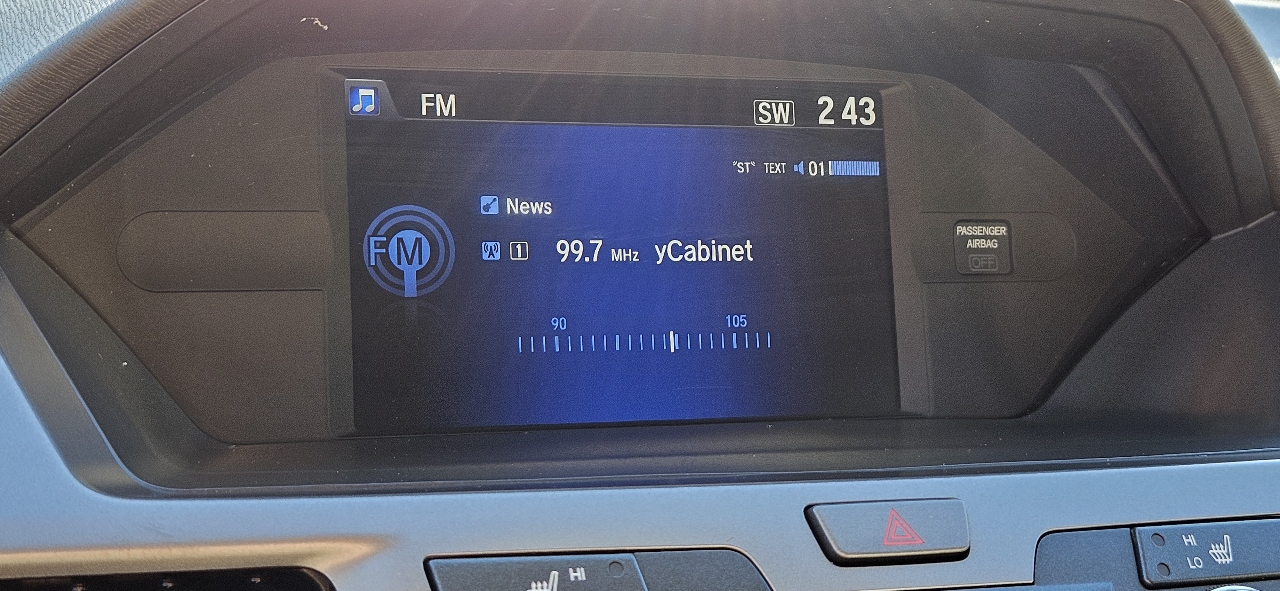 FM SW 2 43
"ST" TEXT 01
News
FM 1 99.7 MHz yCabinet
90 105
PASSENGER
AIRBAG
OFF
HI
HI
LO